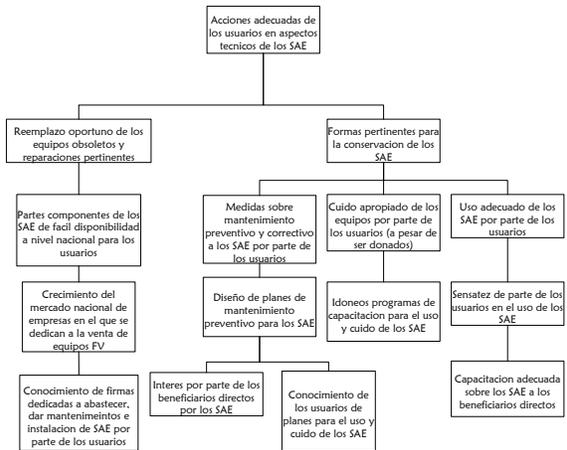 Acciones adecuadas de
los usuarios en aspectos
tecnicos de los SAE
Reemplazo oportuno de los
equipos obsoletos y
reparaciones pertinentes
Formas pertinentes para
la conservacion de los
SAE
Partes componentes de los
SAE de facil disponibilidad
a nivel nacional para los
usuarios
Medidas sobre
mantenimiento
preventivo y correctivo
a los SAE por parte de
los usuarios
Cuido apropiado de los
equipos por parte de
los usuarios (a pesar de
ser donados)
Uso adecuado de los
SAE por parte de los
usuarios
Crecimiento del
mercado nacional de
empresas en el que se
dedican a la venta de
equipos FV
Diseño de planes de
mantenimiento
preventivo para los SAE
Idoneos programas de
capacitacion para el uso
y cuido de los SAE
Sensatez de parte de los
usuarios en el uso de los
SAE
Conocimiento de firmas
dedicadas a abastecer,
dar mantenimeintos e
instalacion de SAE por
parte de los usuarios
Interes por parte de los
beneficiarios directos
por los SAE
Conocimiento de
los usuarios de
planes para el uso y
cuido de los SAE
Capacitacion adecuada
sobre los SAE a los
beneficiarios directos